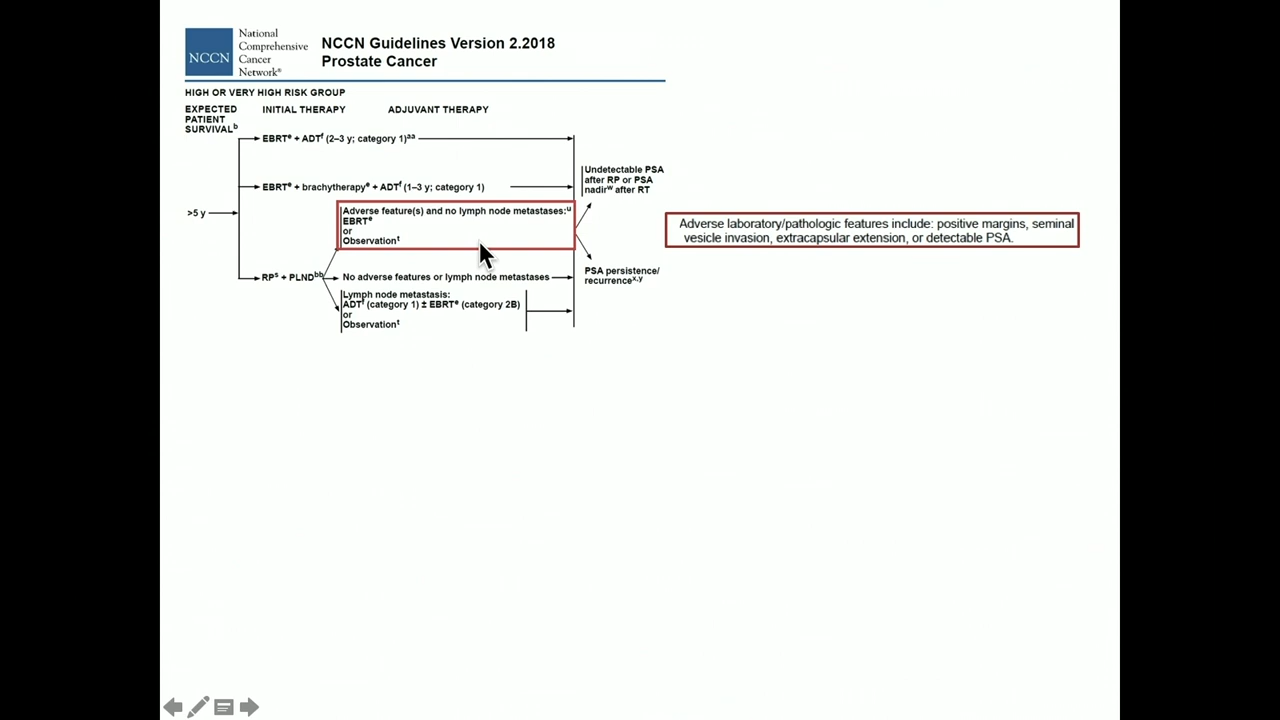 NCCN
National
Comprehensive
Cancer
Network®
NCCN Guidelines Version 2.2018
Prostate Cancer
HIGH OR VERY HIGH RISK GROUP
EXPECTED
PATIENT
SURVIVALᵇ
INITIAL THERAPY
ADJUVANT THERAPY
>5 y
EBRTᵉ + ADTᶠ (2–3 y; category 1)ᵃᵃ
EBRTᵉ + brachytherapyᵉ + ADTᶠ (1–3 y; category 1)
RPˢ + PLNDᵇᵇ
Adverse feature(s) and no lymph node metastases:ᵘ
EBRTᵉ
or
Observationᵗ
No adverse features or lymph node metastases
Lymph node metastasis:
ADTᶠ (category 1) ± EBRTᵉ (category 2B)
or
Observationᵗ
Undetectable PSA
after RP or PSA
nadirʷ after RT
PSA persistence/
recurrenceˣ,ʸ
Adverse laboratory/pathologic features include: positive margins, seminal
vesicle invasion, extracapsular extension, or detectable PSA.